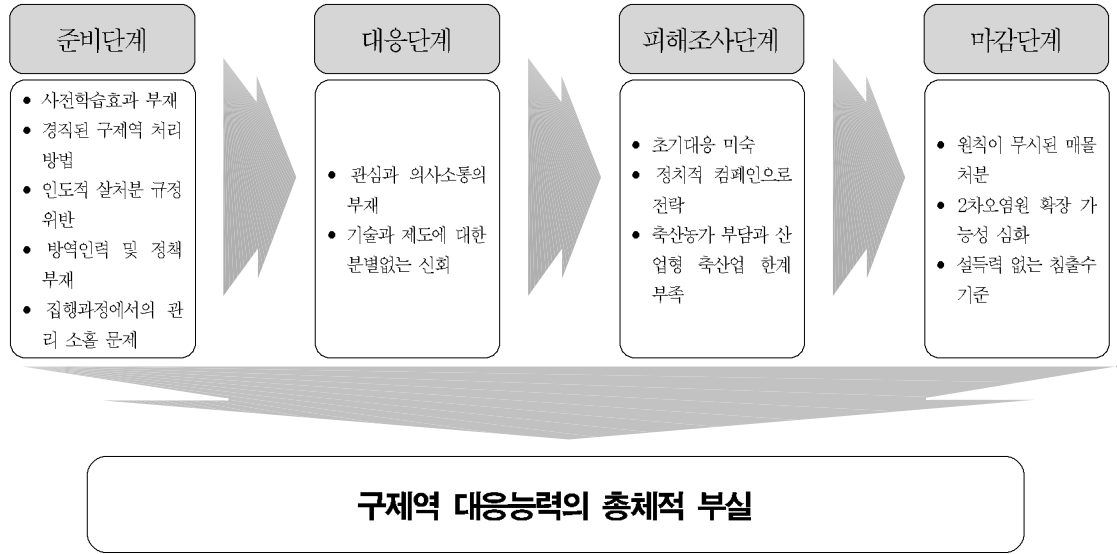 준비단계
• 사전학습효과 부재
• 경직된 구제역 처리
방법
• 인도적 살처분 규정
위반
• 방역인력 및 정책
부재
• 집행과정에서의 관
리 소홀 문제
대응단계
• 관심과 의사소통의
부재
• 기술과 제도에 대한
분별없는 신회
피해조사단계
• 초기대응 미숙
• 정치적 컴페인으로
전락
• 축산농가 부담과 산
업형 축산업 한계
부족
마감단계
• 원칙이 무시된 매몰
처분
• 2차오염원 확장 가
능성 심화
• 설득력 없는 침출수
기준
구제역 대응능력의 총체적 부실